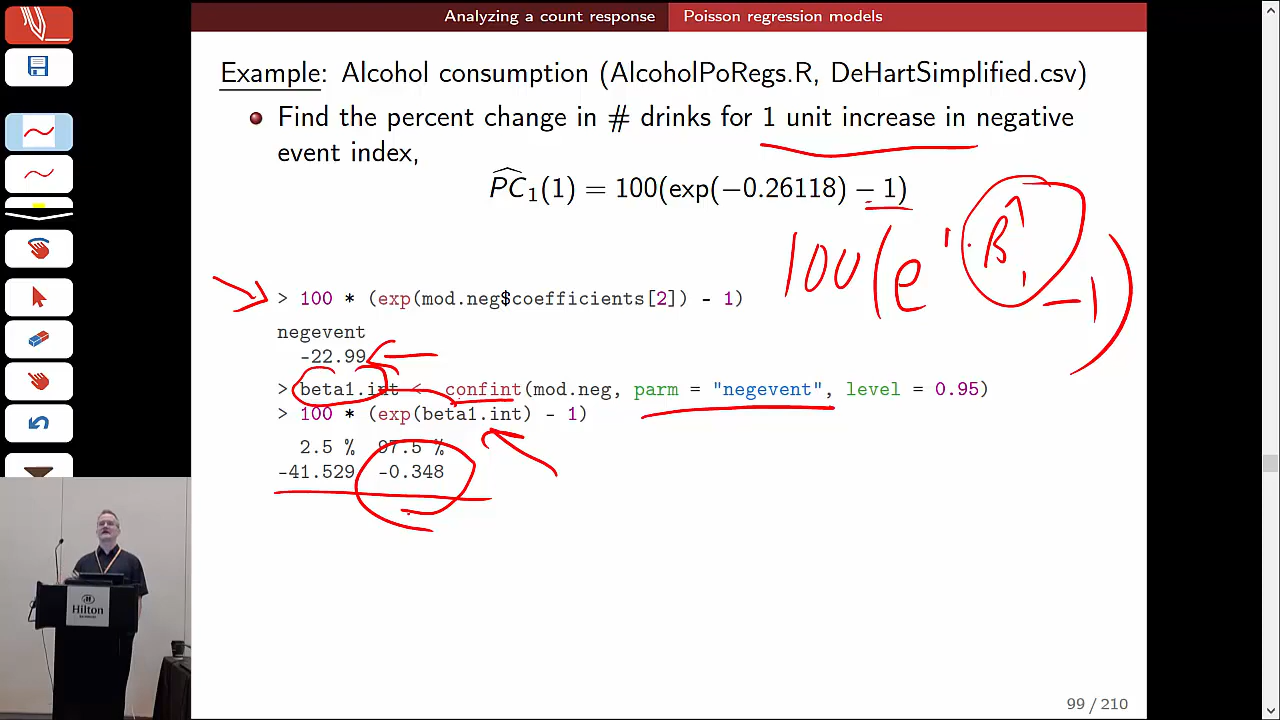 Analyzing a count response Poisson regression models
Example: Alcohol consumption (AlcoholPoRegs.R, DeHartSimplified.csv)
Find the percent change in # drinks for 1 unit increase in negative
event index,
P̂C₁(1) = 100(exp(−0.26118) − 1)
100(e^{1·β̂₁} − 1)
> 100 * (exp(mod.neg$coefficients[2]) - 1)
negevent
-22.99
> beta1.int <- confint(mod.neg, parm = "negevent", level = 0.95)
> 100 * (exp(beta1.int) - 1)
2.5 % 97.5 %
-41.529 -0.348
Hilton
99 / 210